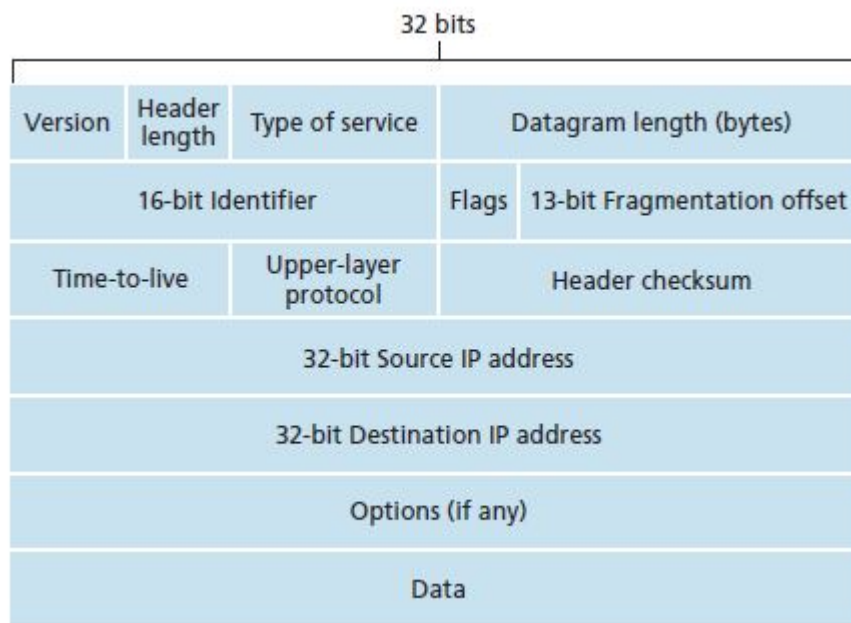 32 bits
Version
Header
length
Type of service
Datagram length (bytes)
16-bit Identifier
Flags
13-bit Fragmentation offset
Time-to-live
Upper-layer
protocol
Header checksum
32-bit Source IP address
32-bit Destination IP address
Options (if any)
Data